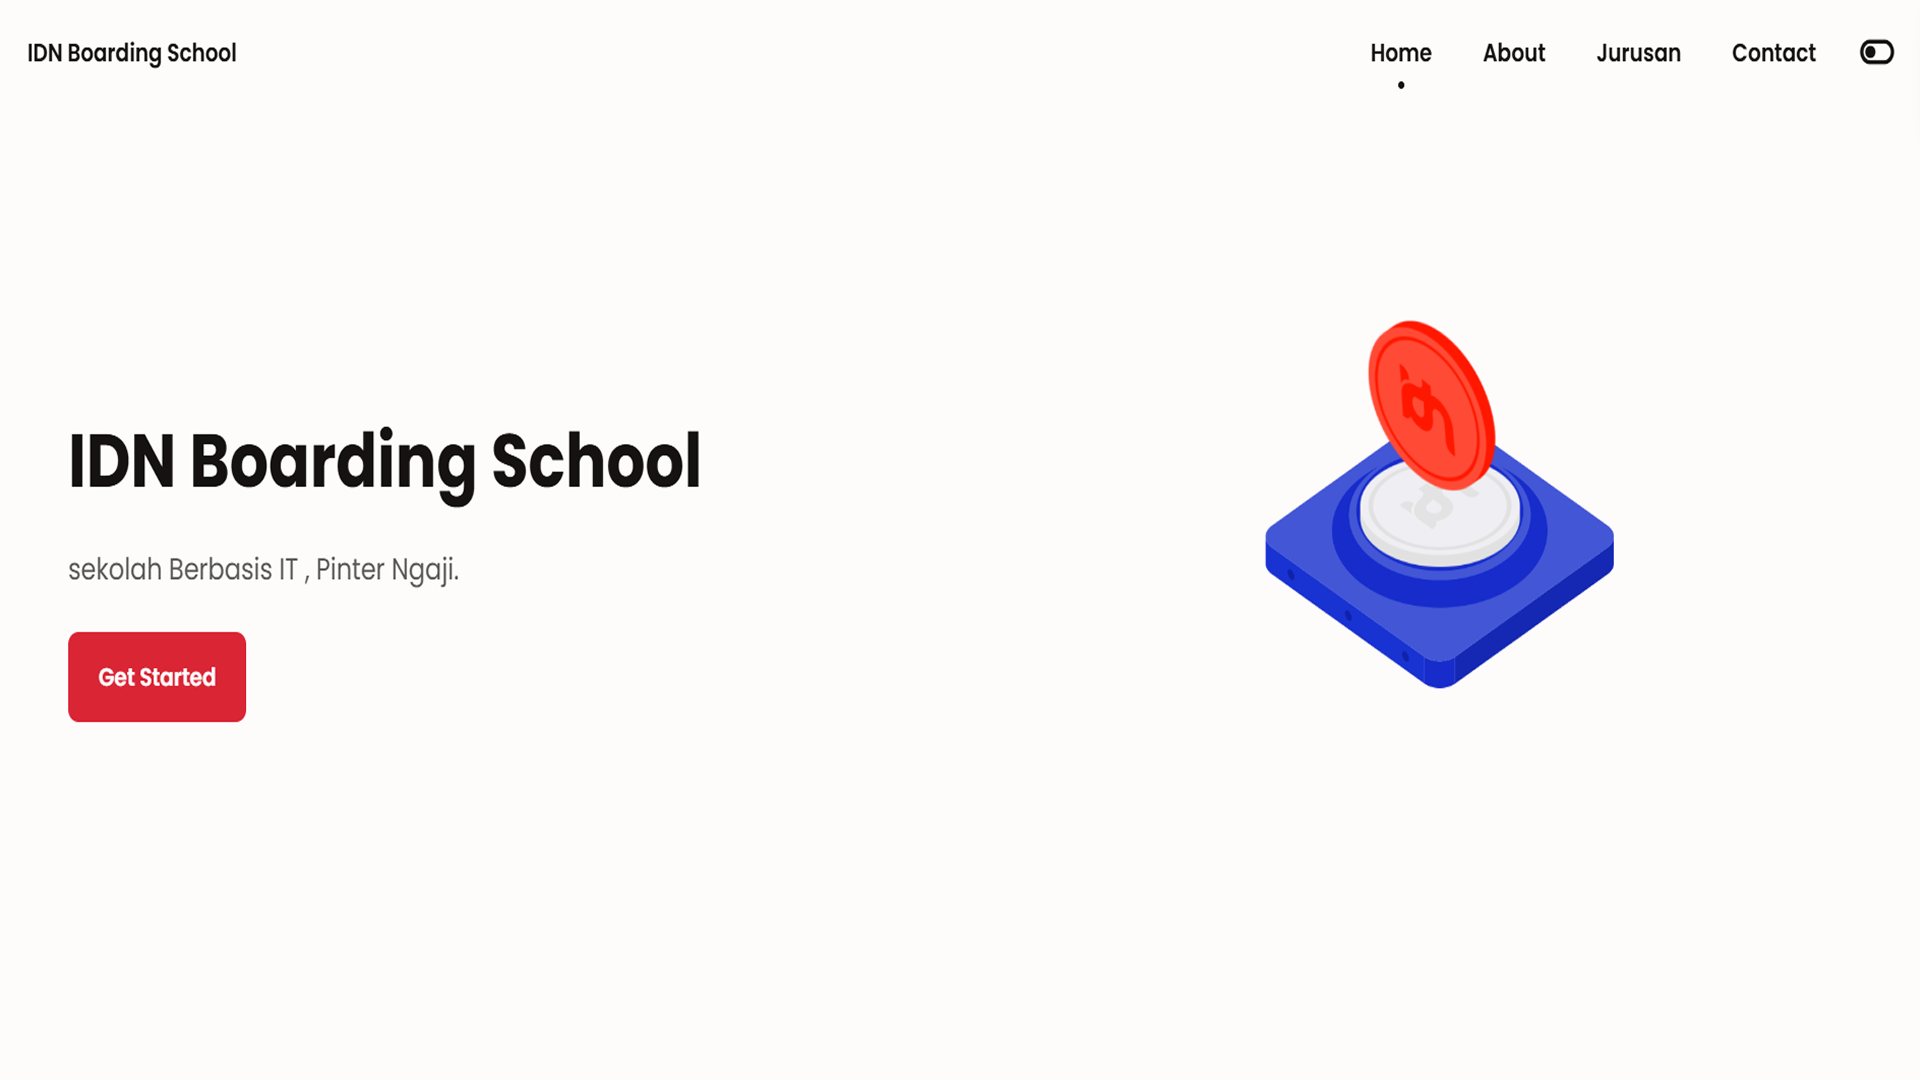 IDN Boarding School
Home About Jurusan Contact
IDN Boarding School
sekolah Berbasis IT , Pinter Ngaji.
Get Started